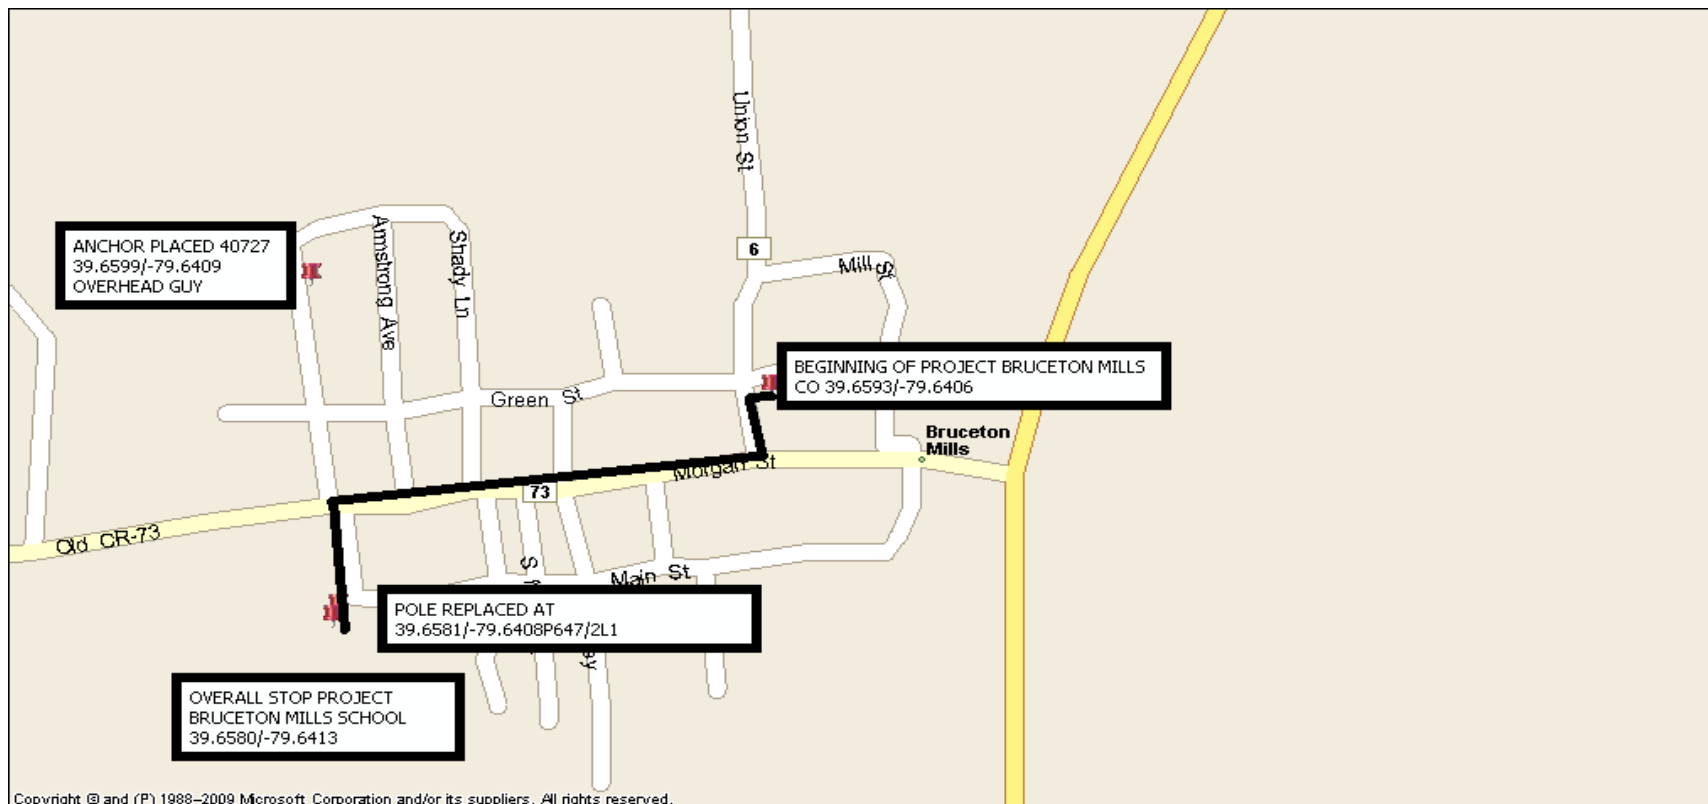 Union St
6
Mill St
Armstrong Ave
Shady Ln
ANCHOR PLACED 40727
39.6599/-79.6409
OVERHEAD GUY
BEGINNING OF PROJECT BRUCETON MILLS
CO 39.6593/-79.6406
Green St
Bruceton
Mills
Morgan St
73
Old CR-73
Main St
POLE REPLACED AT
39.6581/-79.6408P647/2L1
OVERALL STOP PROJECT
BRUCETON MILLS SCHOOL
39.6580/-79.6413
Copyright © and (P) 1988–2009 Microsoft Corporation and/or its suppliers. All rights reserved.